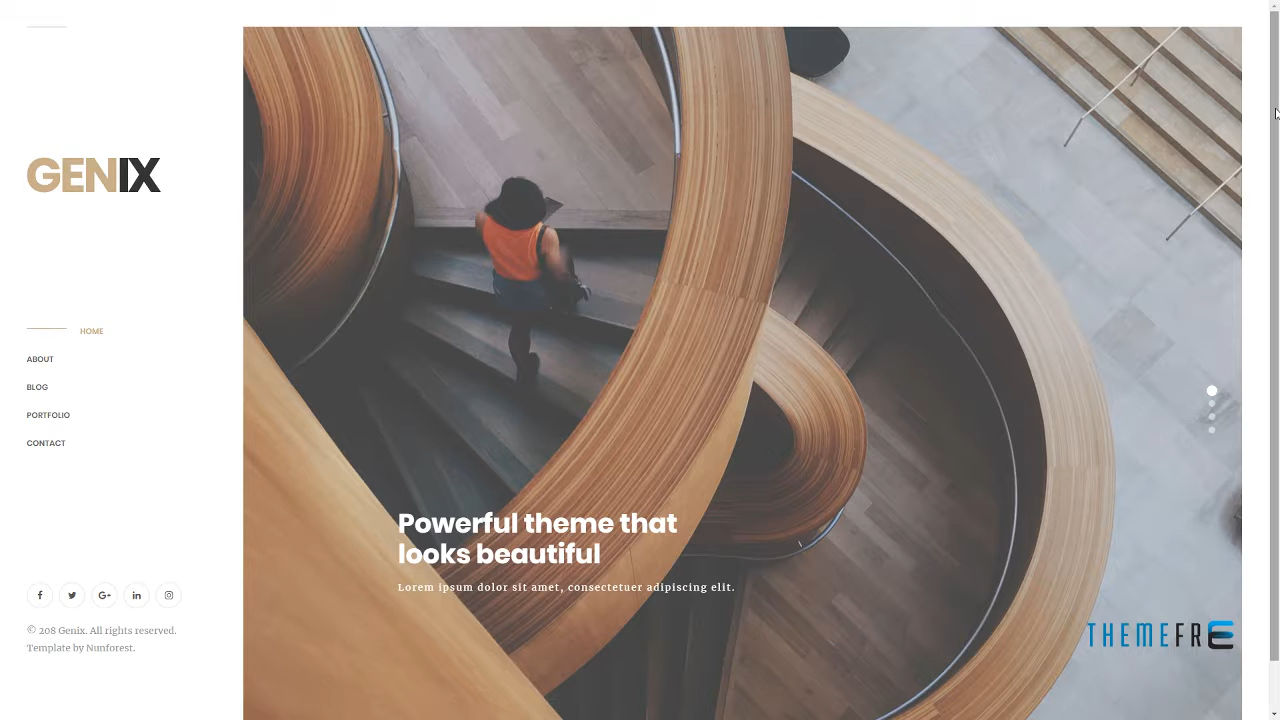 GENIX
HOME
ABOUT
BLOG
PORTFOLIO
CONTACT
© 208 Genix. All rights reserved.
Template by Nunforest.
Powerful theme that
looks beautiful
Lorem ipsum dolor sit amet, consectetuer adipiscing elit.
THEMEFRE